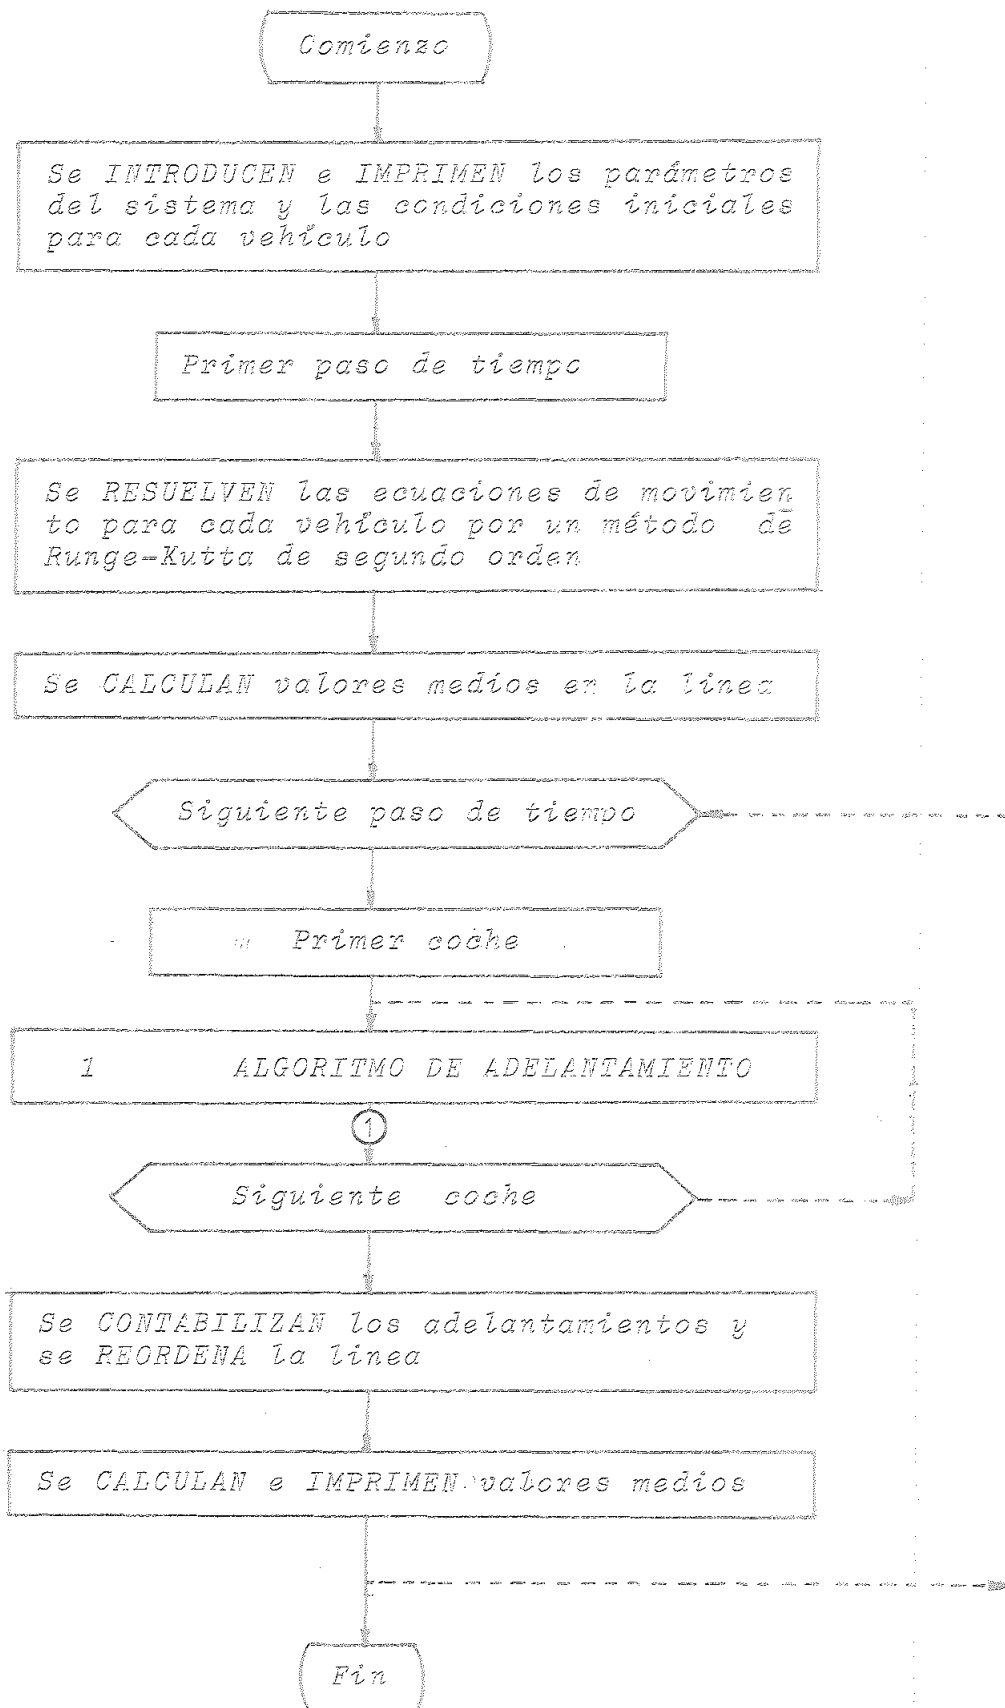 Comienzo
Se INTRODUCEN e IMPRIMEN los parámetros
del sistema y las condiciones iniciales
para cada vehículo
Primer paso de tiempo
Se RESUELVEN las ecuaciones de movimien
to para cada vehículo por un método de
Runge-Kutta de segundo orden
Se CALCULAN valores medios en la linea
Siguiente paso de tiempo
Primer coche
1 ALGORITMO DE ADELANTAMIENTO
1
Siguiente coche
Se CONTABILIZAN los adelantamientos y
se REORDENA la linea
Se CALCULAN e IMPRIMEN valores medios
Fin